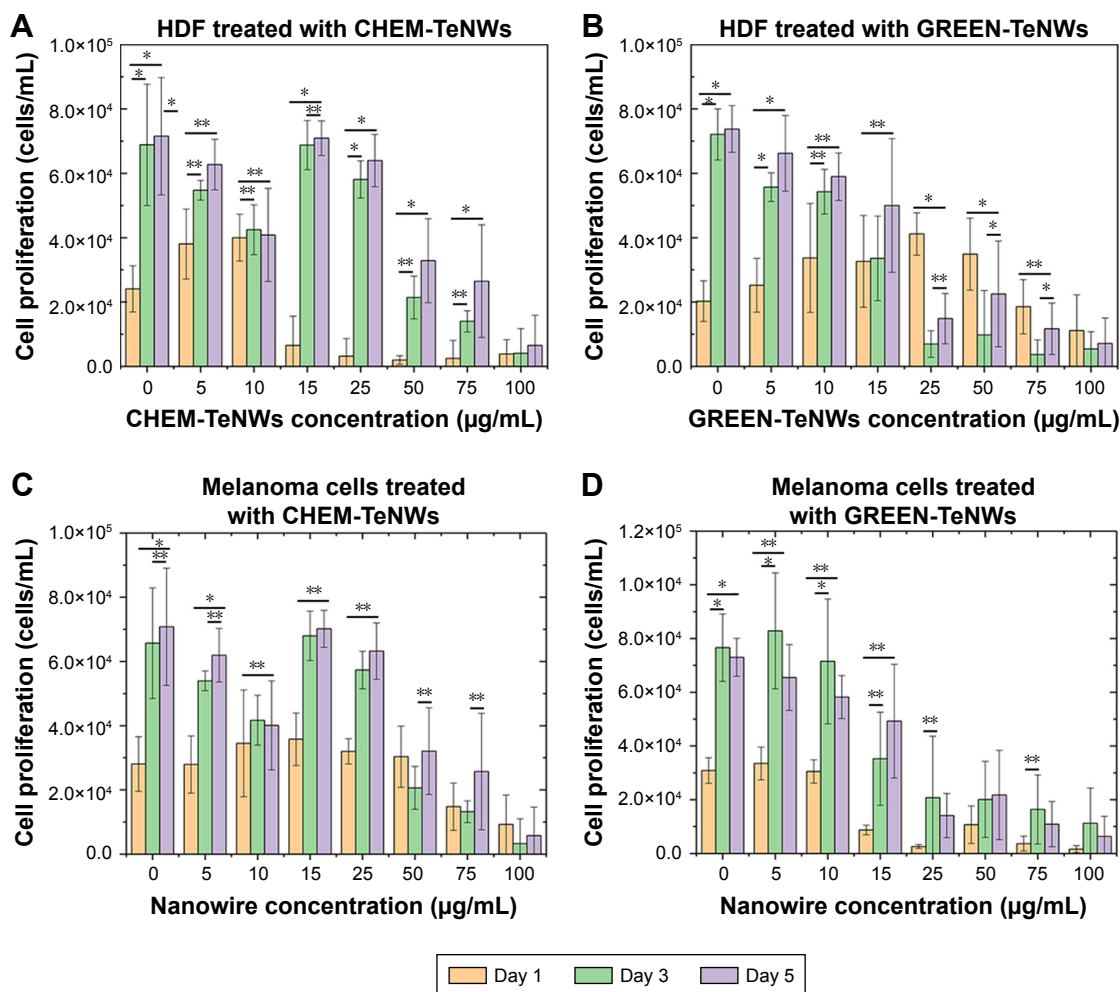 A
HDF treated with CHEM-TeNWs
Cell proliferation (cells/mL)
1.0×10⁵
8.0×10⁴
6.0×10⁴
4.0×10⁴
2.0×10⁴
0.0
* * * ** ** ** ** * ** * * * ** * **
0 5 10 15 25 50 75 100
CHEM-TeNWs concentration (µg/mL)
B
HDF treated with GREEN-TeNWs
Cell proliferation (cells/mL)
1.0×10⁵
8.0×10⁴
6.0×10⁴
4.0×10⁴
2.0×10⁴
0.0
* * * * ** ** ** * ** * * ** *
0 5 10 15 25 50 75 100
GREEN-TeNWs concentration (µg/mL)
C
Melanoma cells treated
with CHEM-TeNWs
Cell proliferation (cells/mL)
1.0×10⁵
8.0×10⁴
6.0×10⁴
4.0×10⁴
2.0×10⁴
0.0
* ** * ** ** ** ** ** **
0 5 10 15 25 50 75 100
Nanowire concentration (µg/mL)
D
Melanoma cells treated
with GREEN-TeNWs
Cell proliferation (cells/mL)
1.2×10⁵
1.0×10⁵
8.0×10⁴
6.0×10⁴
4.0×10⁴
2.0×10⁴
0.0
* * ** * ** * ** ** ** **
0 5 10 15 25 50 75 100
Nanowire concentration (µg/mL)
Day 1 Day 3 Day 5